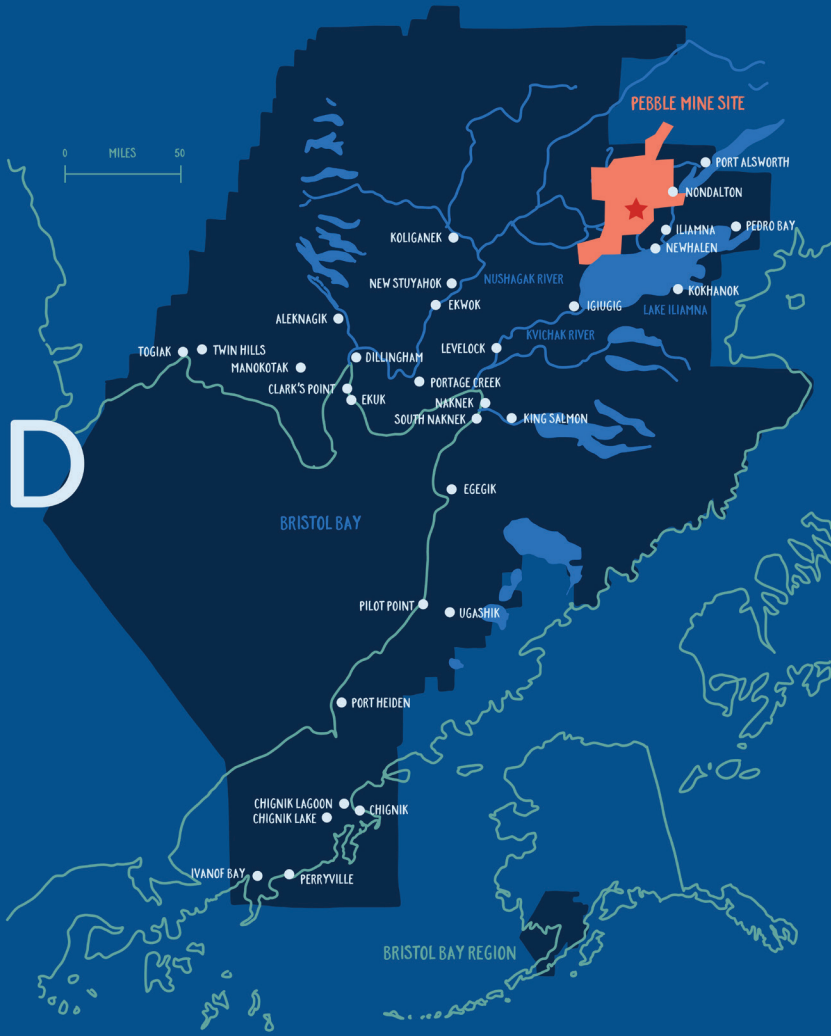 PEBBLE MINE SITE
0 MILES 50
PORT ALSWORTH
NONDALTON
PEDRO BAY
ILIAMNA
KOLIGANEK
NEWHALEN
NUSHAGAK RIVER
NEW STUYAHOK
KOKHANOK
EKWOK
IGIUGIG
LAKE ILIAMNA
ALEKNAGIK
KVICHAK RIVER
TOGIAK
TWIN HILLS
LEVELOCK
DILLINGHAM
MANOKOTAK
PORTAGE CREEK
CLARK'S POINT
EKUK
NAKNEK
SOUTH NAKNEK
KING SALMON
D
EGEGIK
BRISTOL BAY
PILOT POINT
UGASHIK
PORT HEIDEN
CHIGNIK LAGOON
CHIGNIK
CHIGNIK LAKE
IVANOF BAY
PERRYVILLE
BRISTOL BAY REGION